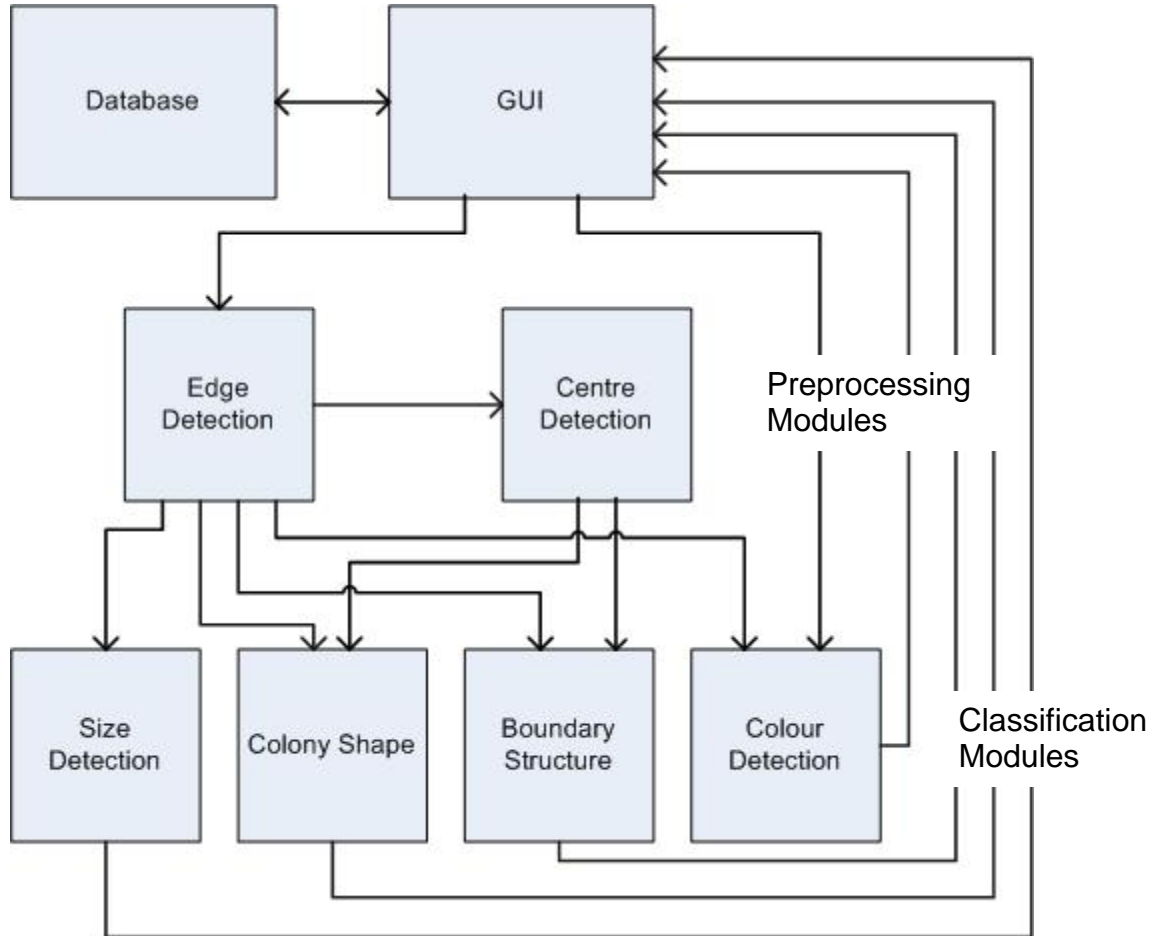 Database
GUI
Edge
Detection
Centre
Detection
Preprocessing
Modules
Size
Detection
Colony Shape
Boundary
Structure
Colour
Detection
Classification
Modules